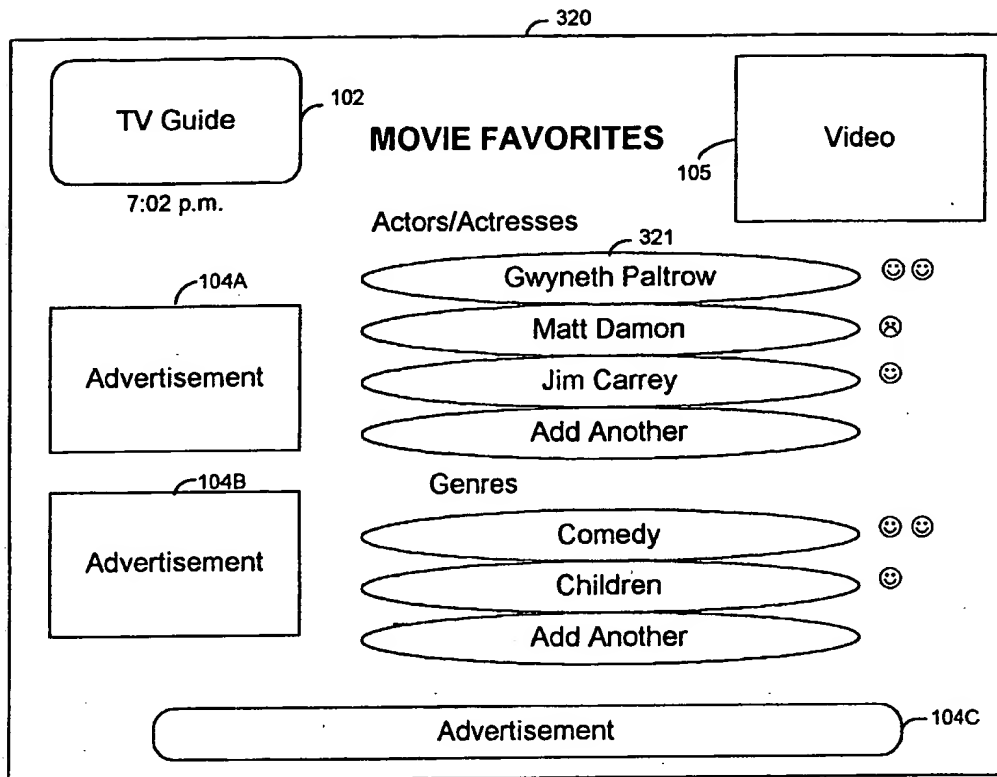 320
TV Guide
102
MOVIE FAVORITES
Video
105
7:02 p.m.
Actors/Actresses
321
Gwyneth Paltrow
Matt Damon
Jim Carrey
Add Another
104A
Advertisement
104B
Advertisement
Genres
Comedy
Children
Add Another
Advertisement
104C